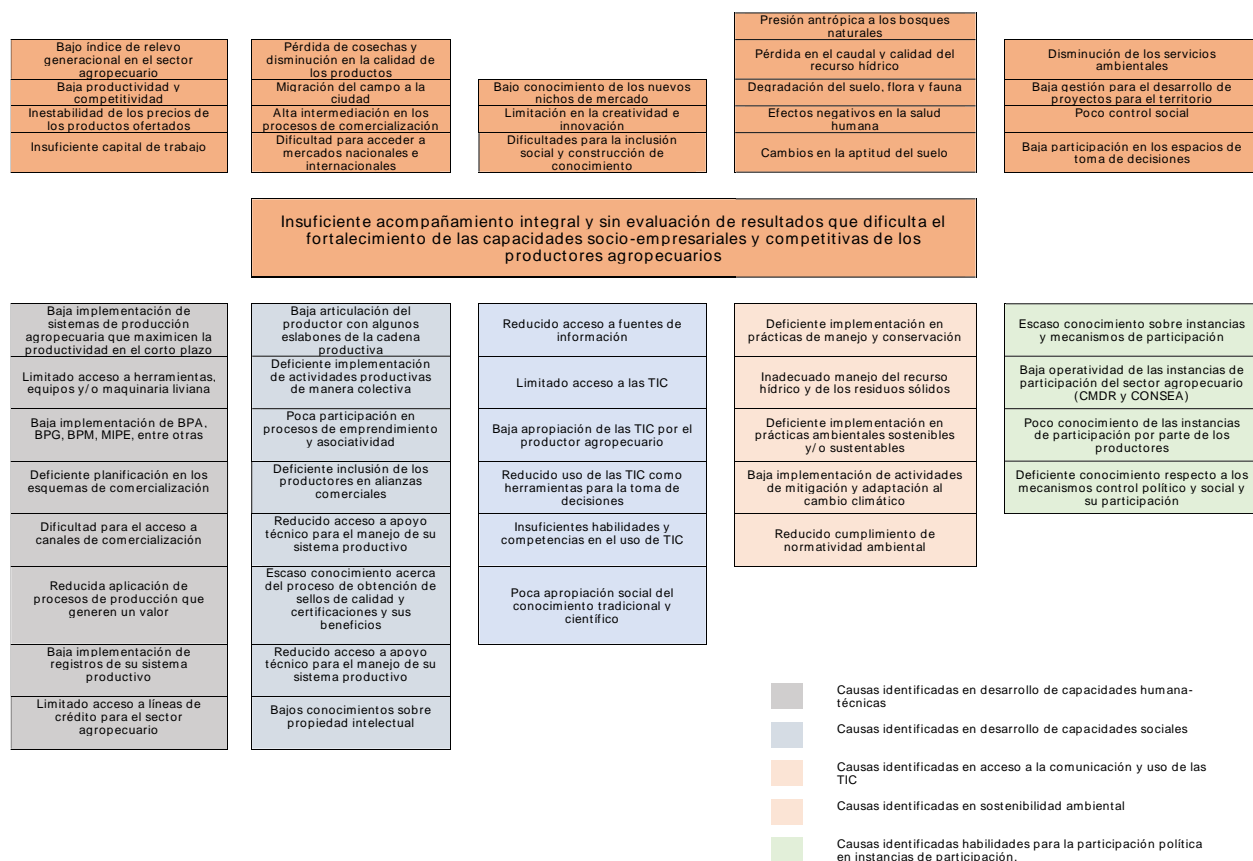 Bajo índice de relevo
generacional en el sector
agropecuario
Baja productividad y
competitividad
Inestabilidad de los precios de
los productos ofertados
Insuficiente capital de trabajo
Pérdida de cosechas y
disminución en la calidad de
los productos
Migración del campo a la
ciudad
Alta intermediación en los
procesos de comercialización
Dificultad para acceder a
mercados nacionales e
internacionales
Bajo conocimiento de los nuevos
nichos de mercado
Limitación en la creatividad e
innovación
Dificultades para la inclusión
social y construcción de
conocimiento
Presión antrópica a los bosques
naturales
Pérdida en el caudal y calidad del
recurso hídrico
Degradación del suelo, flora y fauna
Efectos negativos en la salud
humana
Cambios en la aptitud del suelo
Disminución de los servicios
ambientales
Baja gestión para el desarrollo de
proyectos para el territorio
Poco control social
Baja participación en los espacios de
toma de decisiones
Insuficiente acompañamiento integral y sin evaluación de resultados que dificulta el
fortalecimiento de las capacidades socio-empresariales y competitivas de los
productores agropecuarios
Baja implementación de
sistemas de producción
agropecuaria que maximicen la
productividad en el corto plazo
Limitado acceso a herramientas,
equipos y/o maquinaria liviana
Baja implementación de BPA,
BPG, BPM, MIPE, entre otras
Deficiente planificación en los
esquemas de comercialización
Dificultad para el acceso a
canales de comercialización
Reducida aplicación de
procesos de producción que
generen un valor
Baja implementación de
registros de su sistema
productivo
Limitado acceso a líneas de
crédito para el sector
agropecuario
Baja articulación del
productor con algunos
eslabones de la cadena
productiva
Deficiente implementación
de actividades productivas
de manera colectiva
Poca participación en
procesos de emprendimiento
y asociatividad
Deficiente inclusión de los
productores en alianzas
comerciales
Reducido acceso a apoyo
técnico para el manejo de su
sistema productivo
Escaso conocimiento acerca
del proceso de obtención de
sellos de calidad y
certificaciones y sus
beneficios
Reducido acceso a apoyo
técnico para el manejo de su
sistema productivo
Bajos conocimientos sobre
propiedad intelectual
Reducido acceso a fuentes de
información
Limitado acceso a las TIC
Baja apropiación de las TIC por el
productor agropecuario
Reducido uso de las TIC como
herramientas para la toma de
decisiones
Insuficientes habilidades y
competencias en el uso de TIC
Poca apropiación social del
conocimiento tradicional y
científico
Deficiente implementación en
prácticas de manejo y conservación
Inadecuado manejo del recurso
hídrico y de los residuos sólidos
Deficiente implementación en
prácticas ambientales sostenibles
y/o sustentables
Baja implementación de actividades
de mitigación y adaptación al
cambio climático
Reducido cumplimiento de
normatividad ambiental
Escaso conocimiento sobre instancias
y mecanismos de participación
Baja operatividad de las instancias de
participación del sector agropecuario
(CMDR y CONSEA)
Poco conocimiento de las instancias
de participación por parte de los
productores
Deficiente conocimiento respecto a los
mecanismos control político y social y
su participación
Causas identificadas en desarrollo de capacidades humana-
técnicas
Causas identificadas en desarrollo de capacidades sociales
Causas identificadas en acceso a la comunicación y uso de las
TIC
Causas identificadas en sostenibilidad ambiental
Causas identificadas habilidades para la participación política
en instancias de participación.